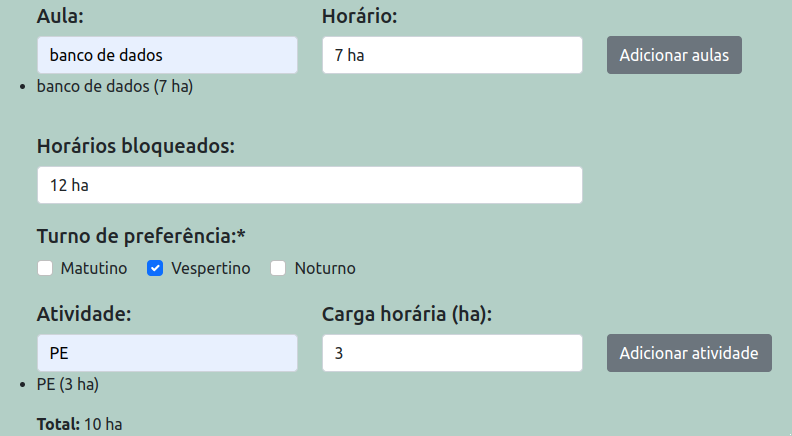 Aula: Horário:
banco de dados 7 ha Adicionar aulas
banco de dados (7 ha)
Horários bloqueados:
12 ha
Turno de preferência:*
Matutino Vespertino Noturno
Atividade: Carga horária (ha):
PE 3 Adicionar atividade
PE (3 ha)
Total: 10 ha